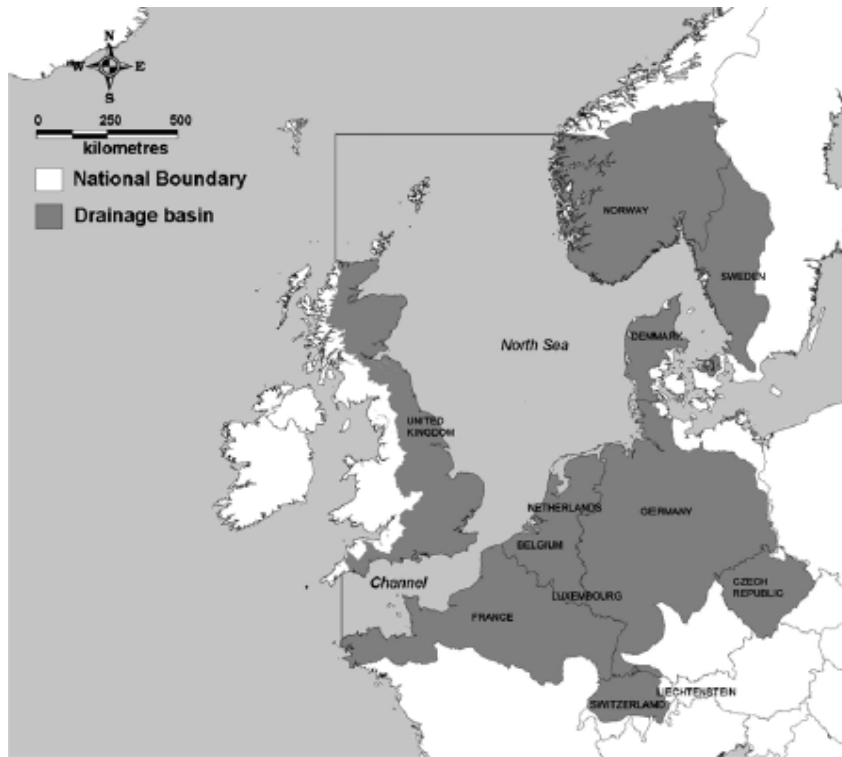 N
W E
S
0 250 500
kilometres
National Boundary
Drainage basin
NORWAY
SWEDEN
North Sea
DENMARK
UNITED
KINGDOM
NETHERLANDS
GERMANY
BELGIUM
Channel
CZECH
REPUBLIC
LUXEMBOURG
FRANCE
LIECHTENSTEIN
SWITZERLAND